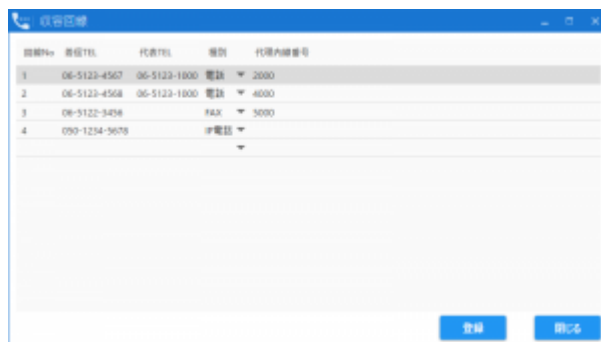 収容回線
回線No 着信TEL 代表TEL 種別 代理内線番号
1 06-5123-4567 06-5123-1000 電話 2000
2 06-5123-4568 06-5123-1000 電話 4000
3 06-5122-3456 FAX 5000
4 050-1234-5678 IP電話
登録 閉じる